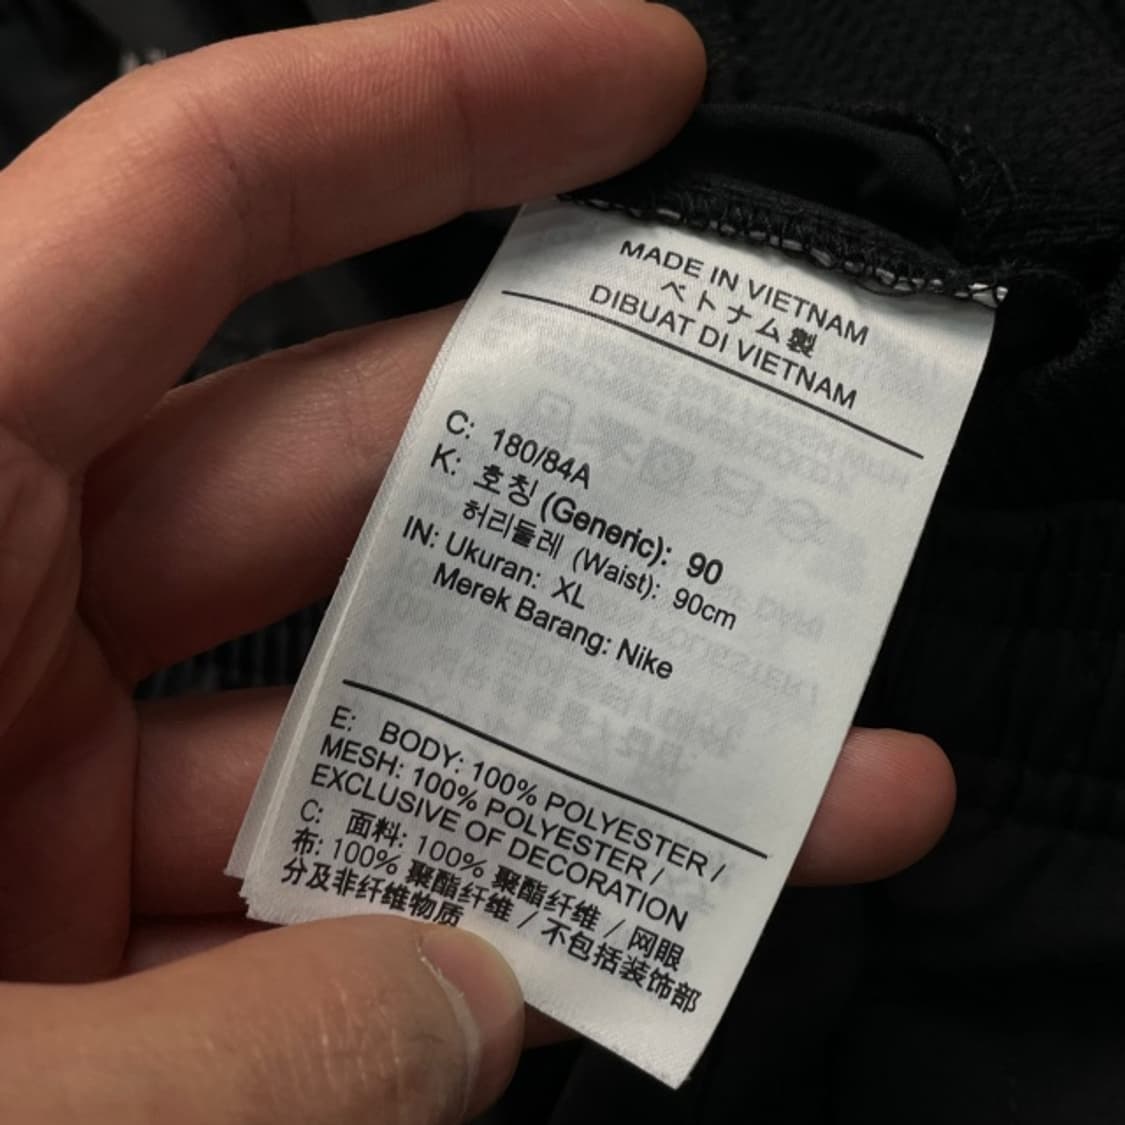 MADE IN VIETNAM
ベトナム製
DIBUAT DI VIETNAM
C: 180/84A
K: 호칭 (Generic): 90
허리둘레 (Waist): 90cm
IN: Ukuran: XL
Merek Barang: Nike
E: BODY: 100% POLYESTER /
MESH: 100% POLYESTER /
EXCLUSIVE OF DECORATION
C: 面料: 100% 聚酯纤维 / 网眼
布: 100% 聚酯纤维 / 不包括装饰部
分及非纤维物质